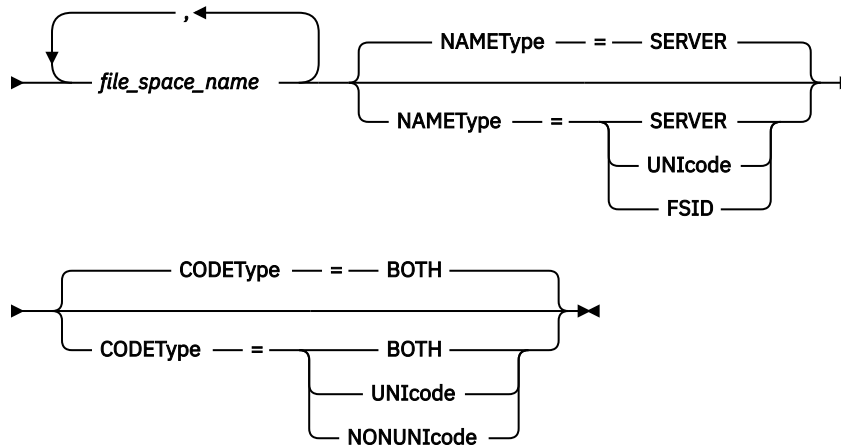 ,
NAMEType = SERVER
file_space_name
NAMEType = SERVER
UNIcode
FSID
CODEType = BOTH
CODEType = BOTH
UNIcode
NONUNIcode